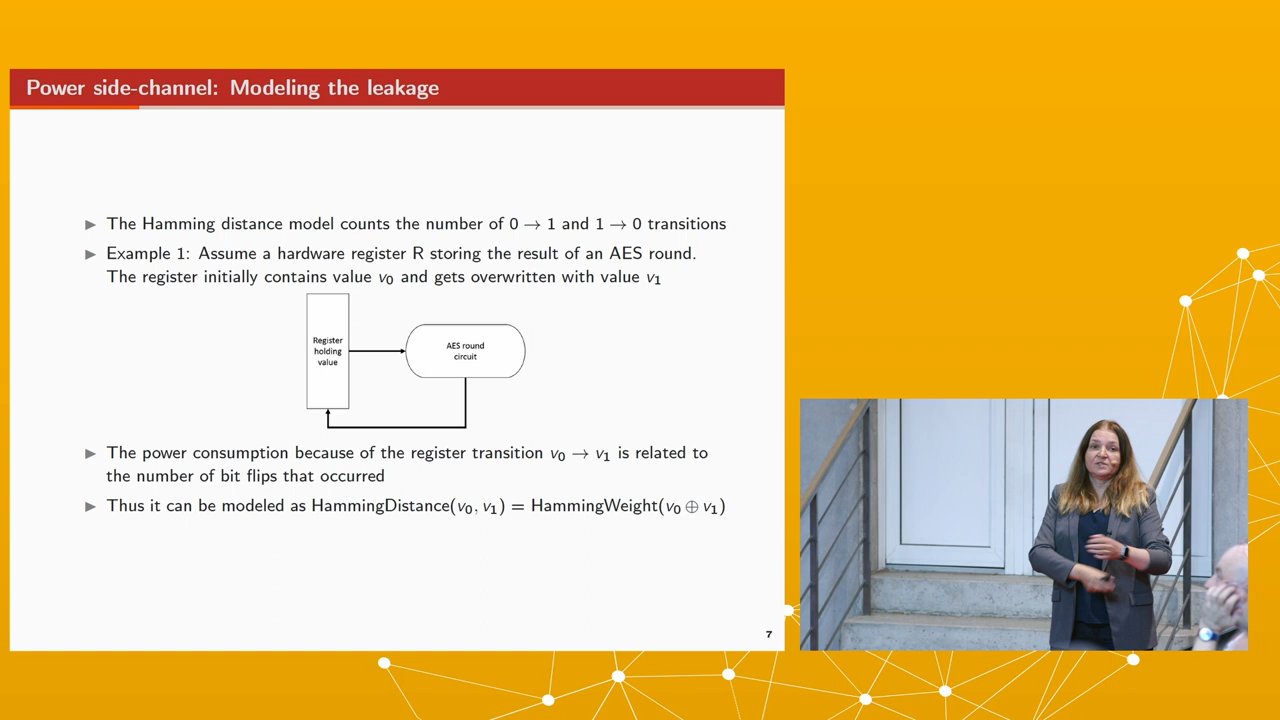 Power side-channel: Modeling the leakage
▶ The Hamming distance model counts the number of 0 → 1 and 1 → 0 transitions
▶ Example 1: Assume a hardware register R storing the result of an AES round.
The register initially contains value v₀ and gets overwritten with value v₁
Register
holding
value
AES round
circuit
▶ The power consumption because of the register transition v₀ → v₁ is related to
the number of bit flips that occurred
▶ Thus it can be modeled as HammingDistance(v₀, v₁) = HammingWeight(v₀ ⊕ v₁)
7